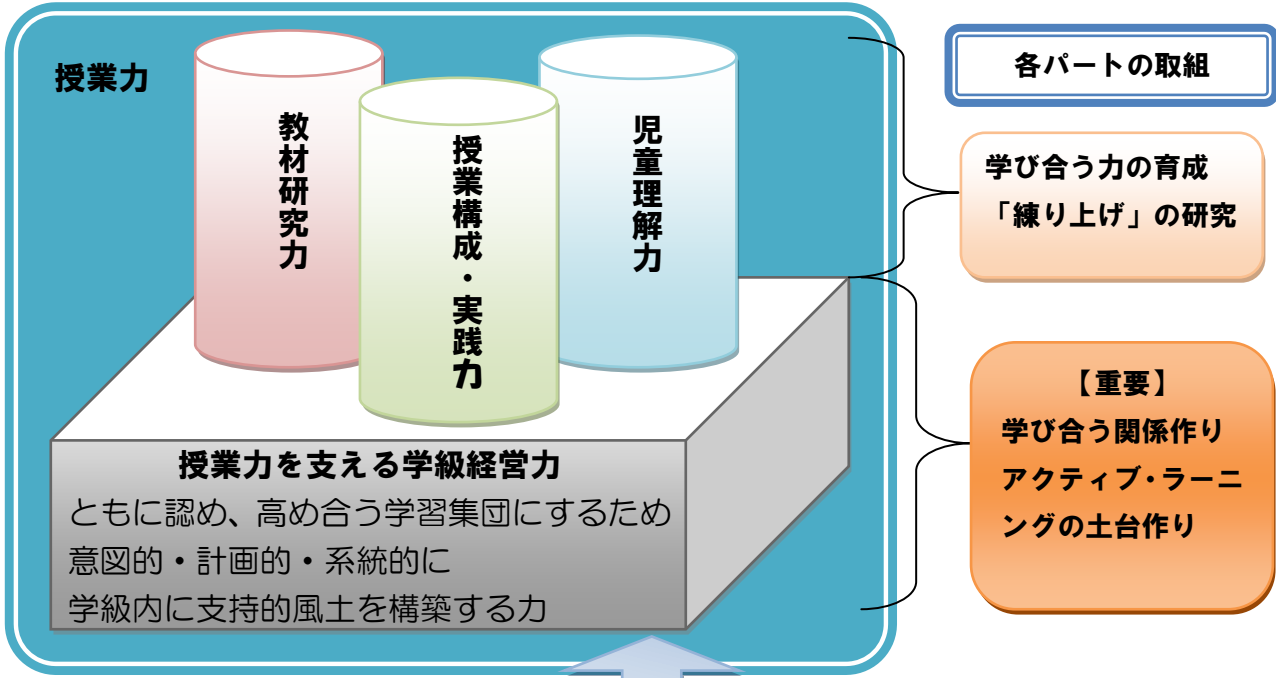 授業力
教材研究力
授業構成・実践力
児童理解力
授業力を支える学級経営力
ともに認め、高め合う学習集団にするため
意図的・計画的・系統的に
学級内に支持的風土を構築する力
各パートの取組
学び合う力の育成
「練り上げ」の研究
【重要】
学び合う関係作り
アクティブ・ラーニ
ングの土台作り